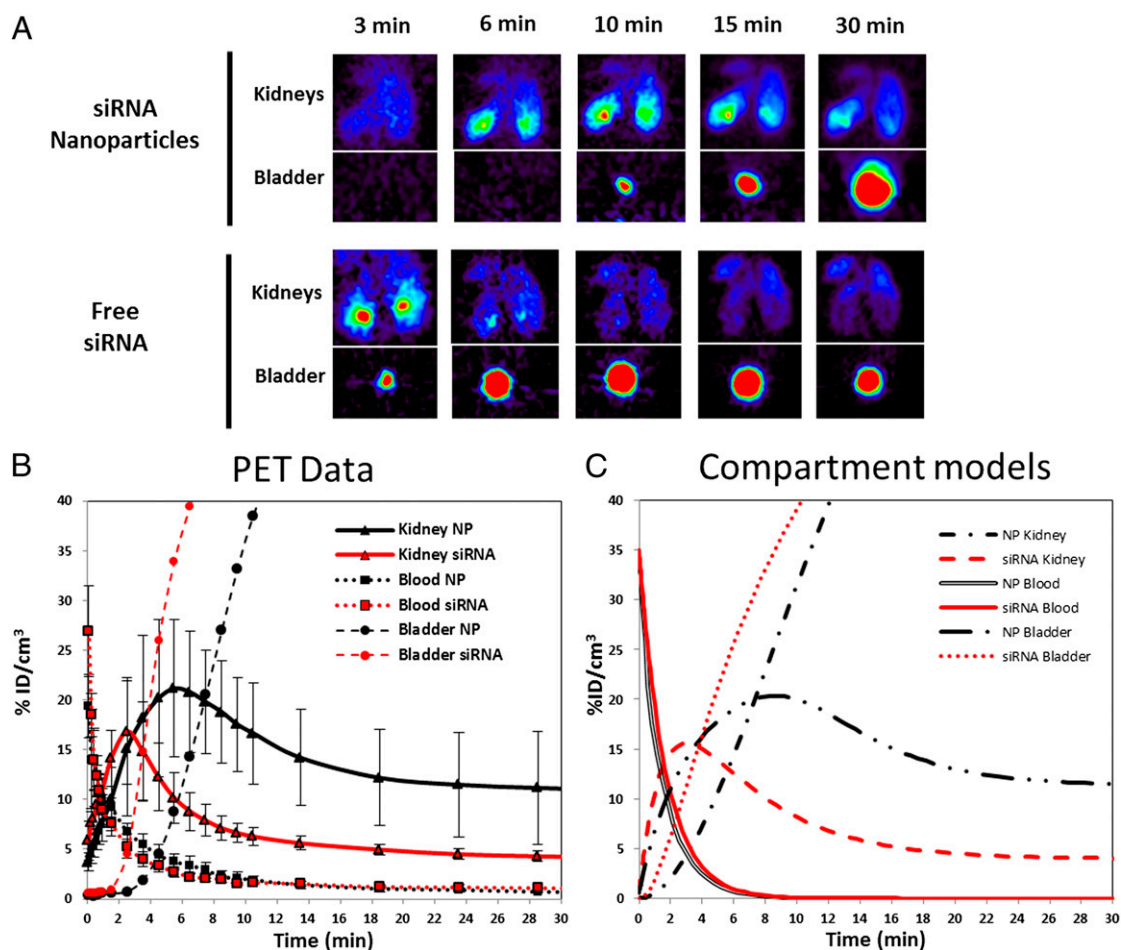 A
3 min 6 min 10 min 15 min 30 min
siRNA
Nanoparticles
Kidneys
Bladder
Free
siRNA
Kidneys
Bladder
B
PET Data
% ID/cm³
40
35
30
25
20
15
10
5
0
Kidney NP
Kidney siRNA
Blood NP
Blood siRNA
Bladder NP
Bladder siRNA
0 2 4 6 8 10 12 14 16 18 20 22 24 26 28 30
Time (min)
C
Compartment models
%ID/cm³
40
35
30
25
20
15
10
5
0
NP Kidney
siRNA Kidney
NP Blood
siRNA Blood
NP Bladder
siRNA Bladder
0 2 4 6 8 10 12 14 16 18 20 22 24 26 28 30
Time (min)